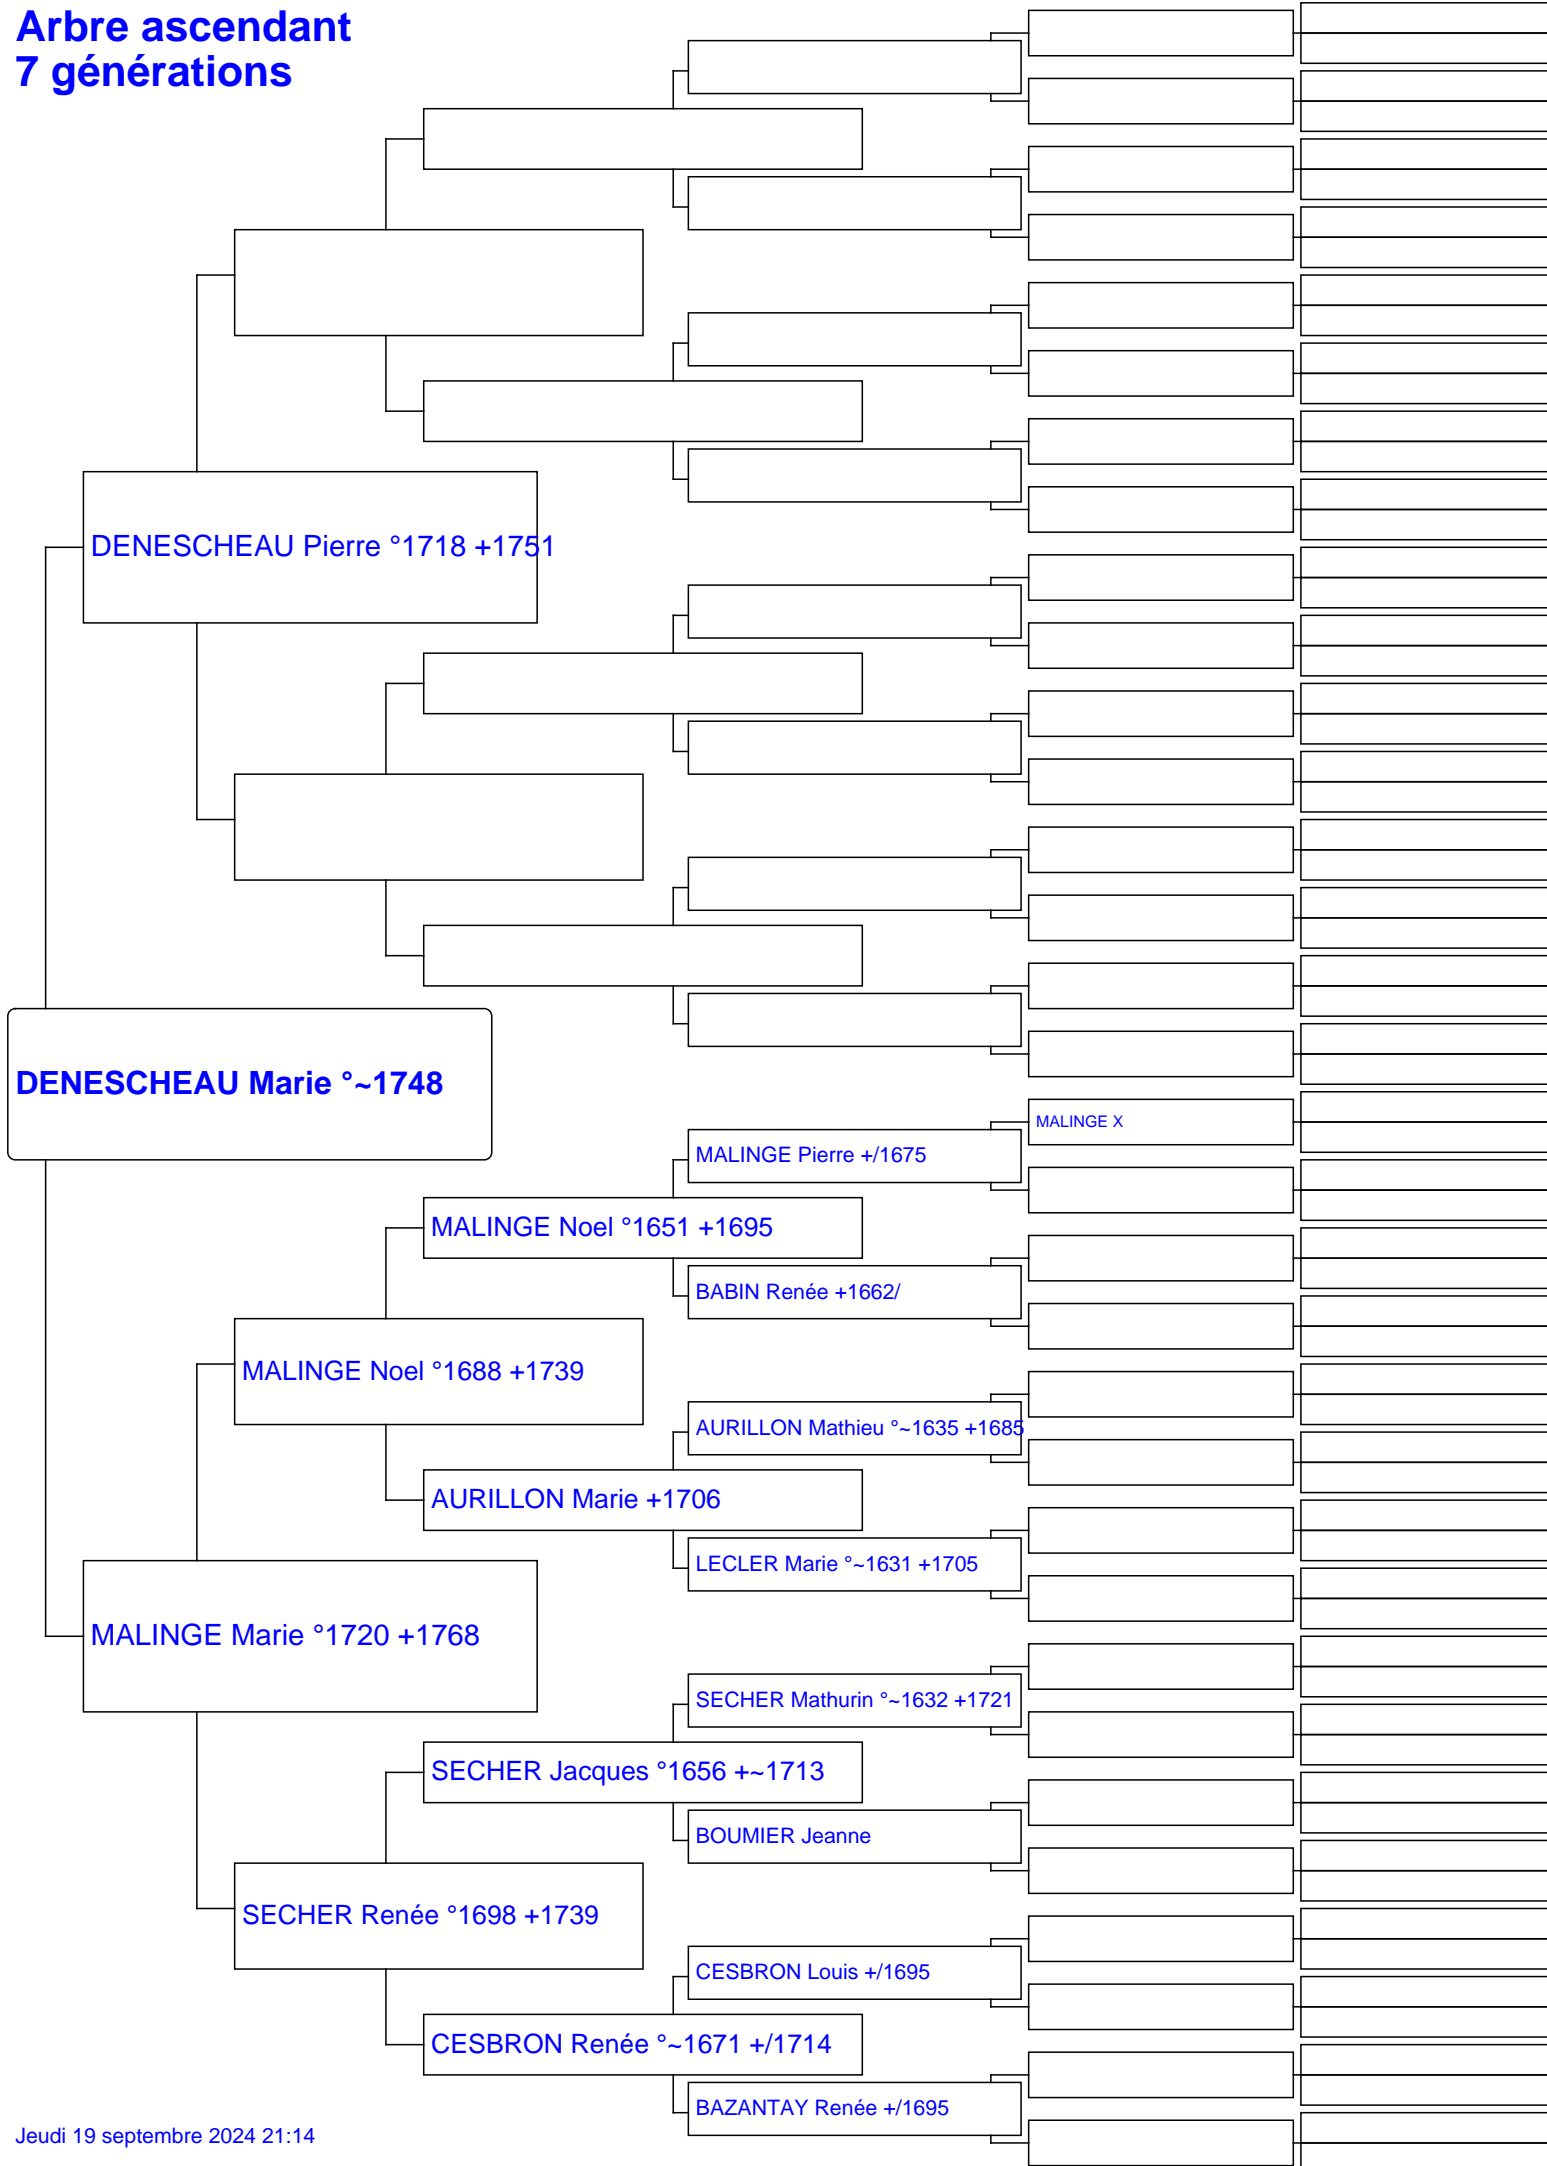 Arbre ascendant
7 générations
DENESCHEAU Pierre °1718 +1751
DENESCHEAU Marie °~1748
MALINGE X
MALINGE Pierre +/1675
MALINGE Noel °1651 +1695
BABIN Renée +1662/
MALINGE Noel °1688 +1739
AURILLON Mathieu °~1635 +1685
AURILLON Marie +1706
LECLER Marie °~1631 +1705
MALINGE Marie °1720 +1768
SECHER Mathurin °~1632 +1721
SECHER Jacques °1656 +~1713
BOUMIER Jeanne
SECHER Renée °1698 +1739
CESBRON Louis +/1695
CESBRON Renée °~1671 +/1714
BAZANTAY Renée +/1695
Jeudi 19 septembre 2024 21:14